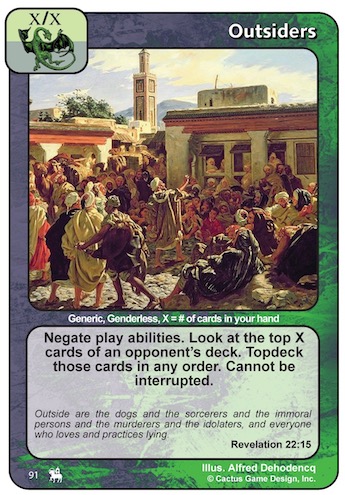 X/X
Outsiders
Generic, Genderless, X = # of cards in your hand
Negate play abilities. Look at the top X
cards of an opponent's deck. Topdeck
those cards in any order. Cannot be
interrupted.
Outside are the dogs and the sorcerers and the immoral
persons and the murderers and the idolaters, and everyone
who loves and practices lying
Revelation 22:15
91
Illus. Alfred Dehodencq
© Cactus Game Design, Inc.